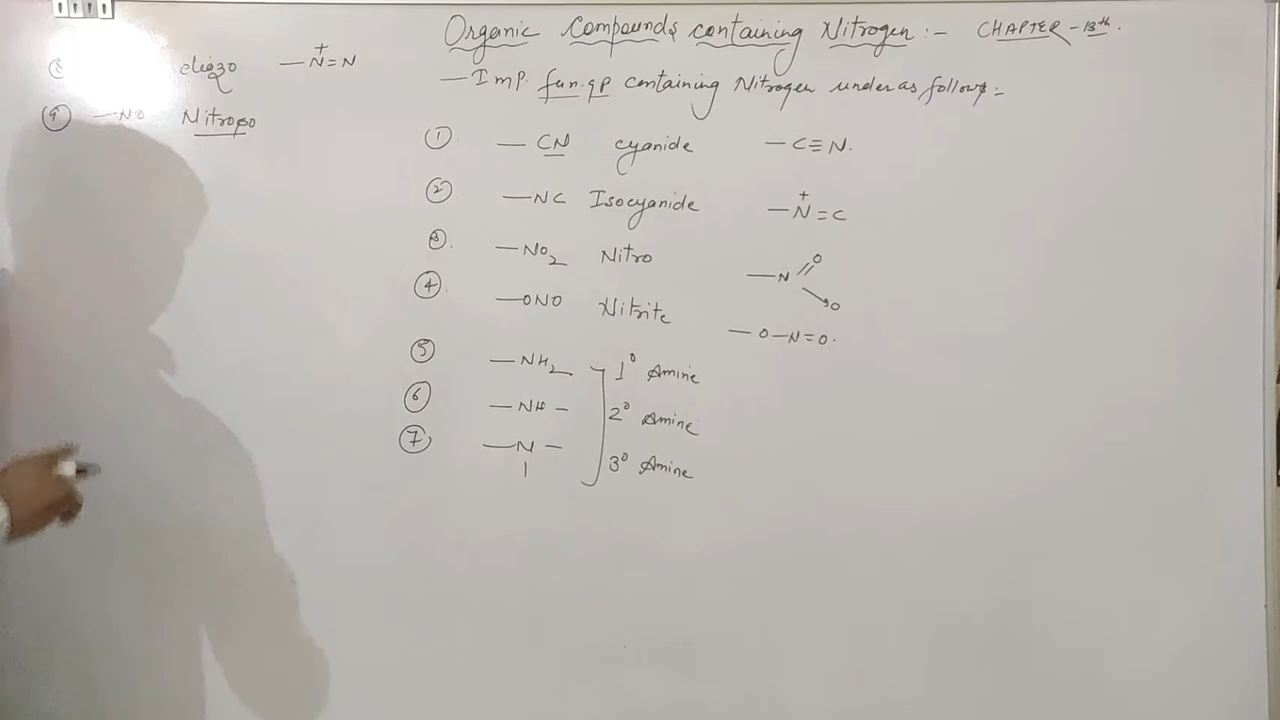 Organic Compounds containing Nitrogen :- CHAPTER-13th.
— Imp. fun. gp containing Nitrogen under as follows :-
① — CN cyanide — C≡N.
② — NC Isocyanide — N⁺=C
③. — NO₂ Nitro — N=O → O
④. — ONO Nitrite — O—N=O.
⑤ — NH₂ 1° Amine
⑥ — NH — 2° Amine
⑦ — N — 3° Amine
diazo — N⁺=N
⑨ — NO Nitroso